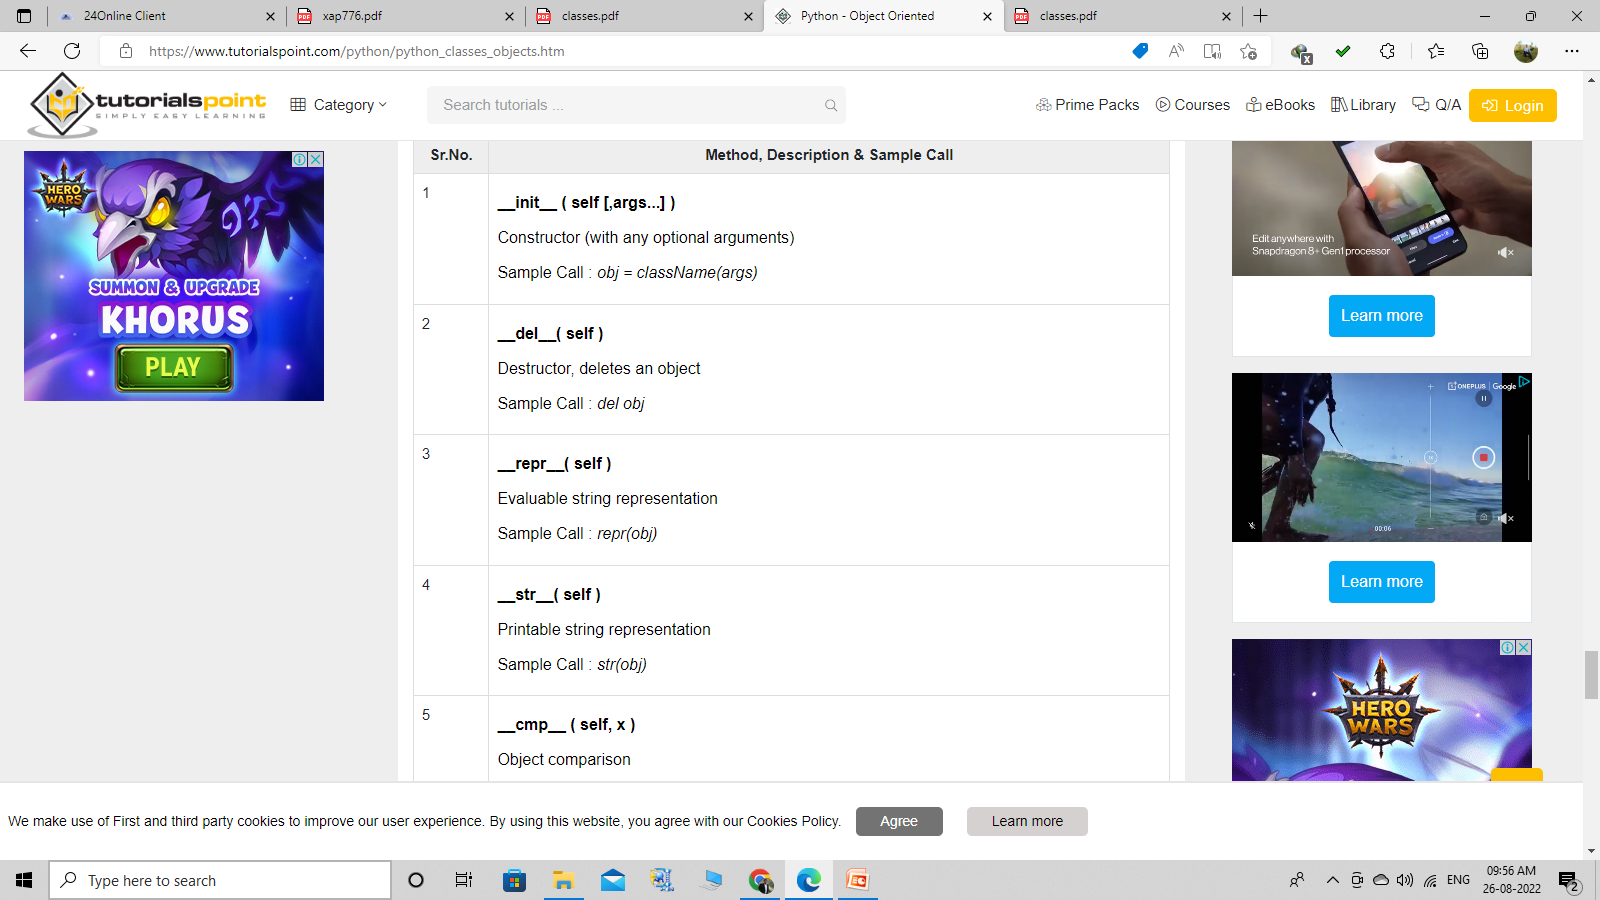 24Online Client
xap776.pdf
classes.pdf
Python - Object Oriented
classes.pdf
https://www.tutorialspoint.com/python/python_classes_objects.htm
tutorialspoint
SIMPLY EASY LEARNING
Category
Search tutorials ...
Prime Packs
Courses
eBooks
Library
Q/A
Login
HERO
WARS
SUMMON & UPGRADE
KHORUS
PLAY
Sr.No. Method, Description & Sample Call
1
__init__ ( self [,args...] )
Constructor (with any optional arguments)
Sample Call : obj = className(args)
2
__del__( self )
Destructor, deletes an object
Sample Call : del obj
3
__repr__( self )
Evaluable string representation
Sample Call : repr(obj)
4
__str__( self )
Printable string representation
Sample Call : str(obj)
5
__cmp__ ( self, x )
Object comparison
Edit anywhere with
Snapdragon 8+ Gen1 processor
Learn more
ONEPLUS | Google
00:06
Learn more
HERO
WARS
We make use of First and third party cookies to improve our user experience. By using this website, you agree with our Cookies Policy.
Agree
Learn more
Type here to search
ENG
09:56 AM
26-08-2022
2